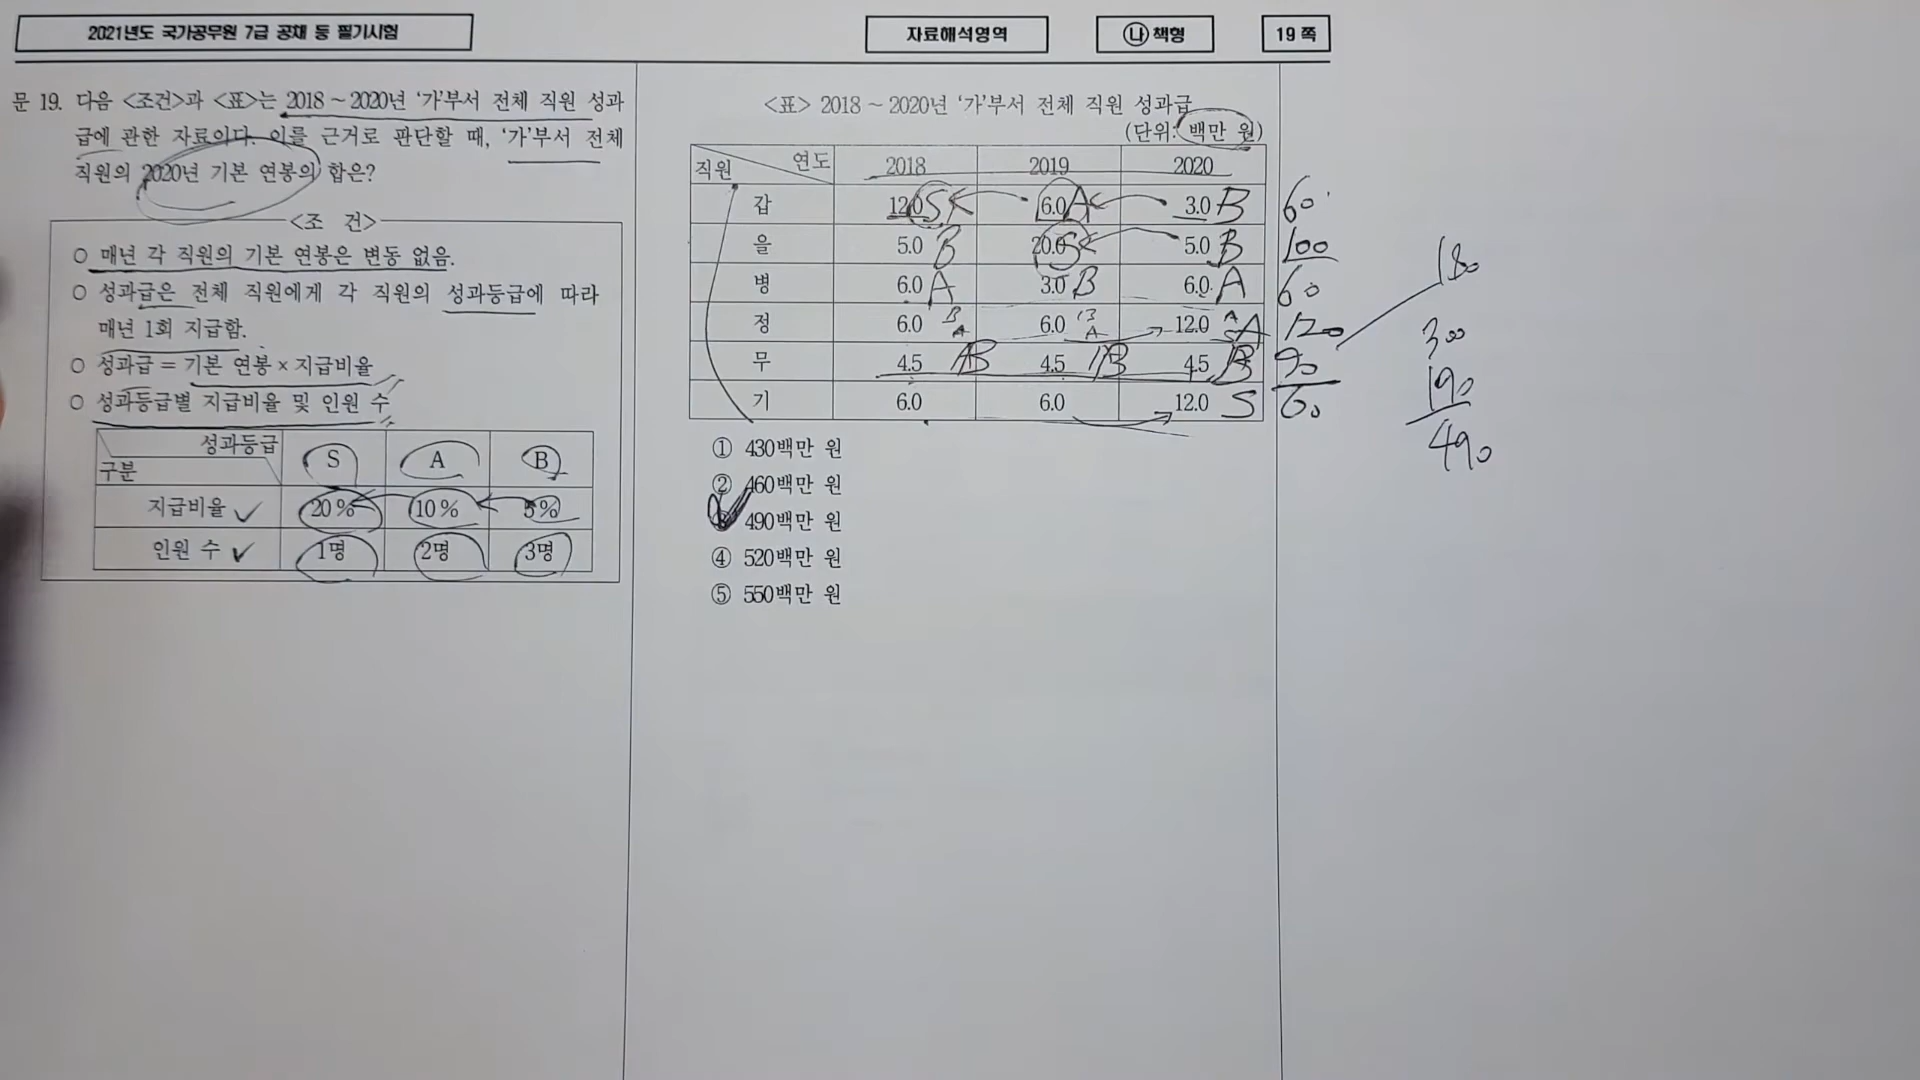 2021년도 국가공무원 7급 공채 등 필기시험
자료해석영역
㉯ 책형
19 쪽
문 19. 다음 <조건>과 <표>는 2018 ~ 2020년 ‘가’부서 전체 직원 성과
급에 관한 자료이다. 이를 근거로 판단할 때, ‘가’부서 전체
직원의 2020년 기본 연봉의 합은?
<조 건>
○ 매년 각 직원의 기본 연봉은 변동 없음.
○ 성과급은 전체 직원에게 각 직원의 성과등급에 따라
매년 1회 지급함.
○ 성과급 = 기본 연봉 × 지급비율
○ 성과등급별 지급비율 및 인원 수
성과등급
구분 S A B
지급비율 20% 10% 5%
인원 수 1명 2명 3명
<표> 2018 ~ 2020년 ‘가’부서 전체 직원 성과급
(단위: 백만 원)
연도
직원 2018 2019 2020
갑 12.0 S 6.0 A 3.0 B 60
을 5.0 B 20.0 S 5.0 B 100
병 6.0 A 3.0 B 6.0 A 60
정 6.0 B A 6.0 B A 12.0 A 120
무 4.5 B 4.5 B 4.5 B 90
기 6.0 6.0 12.0 S 60
① 430백만 원
② 460백만 원
490백만 원
④ 520백만 원
⑤ 550백만 원
180
300
190
490